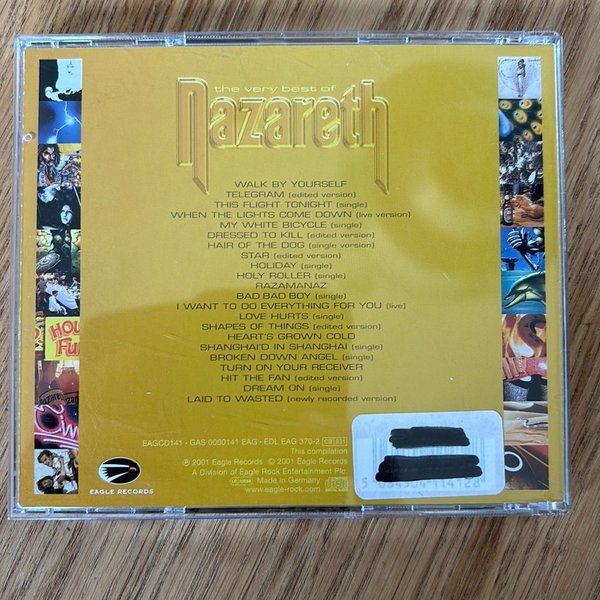 the very best of
Nazareth
WALK BY YOURSELF
TELEGRAM (edited version)
THIS FLIGHT TONIGHT (single)
WHEN THE LIGHTS COME DOWN (live version)
MY WHITE BICYCLE (single)
DRESSED TO KILL (edited version)
HAIR OF THE DOG (single version)
STAR (edited version)
HOLIDAY (single)
HOLY ROLLER (single)
RAZAMANAZ
BAD BAD BOY (single)
I WANT TO DO EVERYTHING FOR YOU (live)
LOVE HURTS (single)
SHAPES OF THINGS (edited version)
HEART'S GROWN COLD
SHANGHAI'D IN SHANGHAI (single)
BROKEN DOWN ANGEL (single)
TURN ON YOUR RECEIVER
HIT THE FAN (edited version)
DREAM ON (single)
LAID TO WASTED (newly recorded version)
EAGCD141 • GAS 0000141 EAG • EDL EAG 370-2
This compilation
℗ 2001 Eagle Records © 2001 Eagle Records
A Division of Eagle Rock Entertainment Plc
Made in Germany
www.eagle-rock.com
EAGLE RECORDS